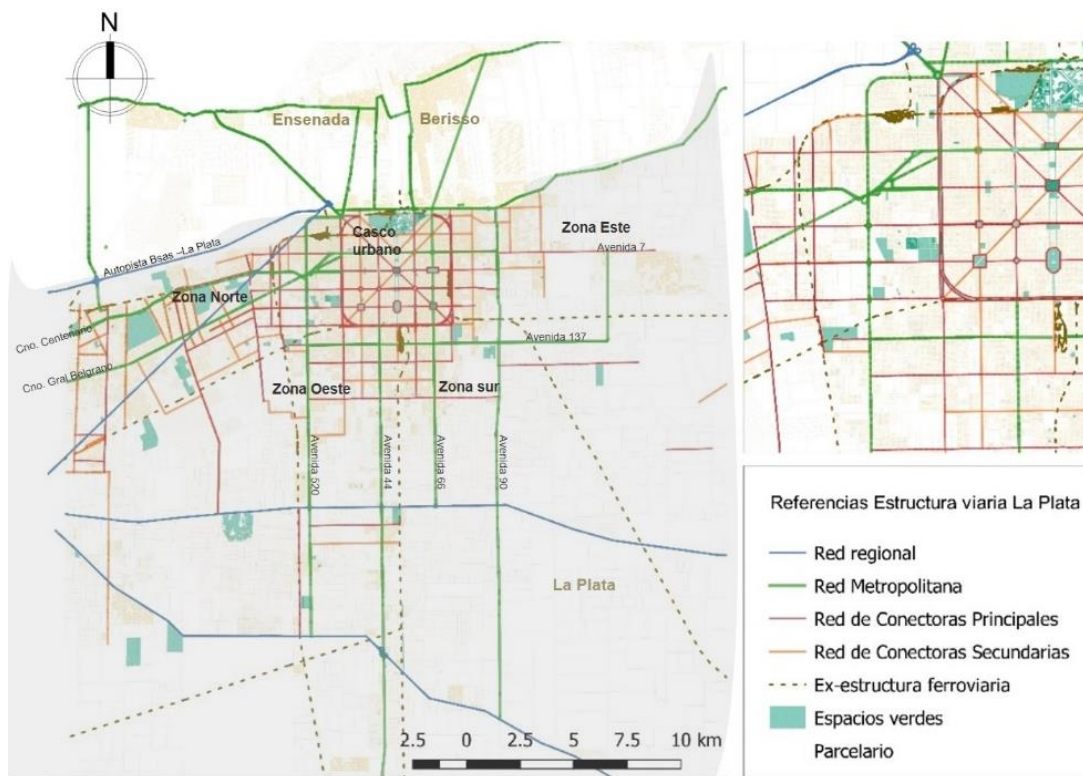 N
Ensenada
Berisso
Zona Este
Casco
urbano
Avenida 7
Autopista Bsas -La Plata
Zona Norte
Cno. Centenario
Cno. Gral Belgrano
Avenida 137
Zona Oeste
Zona sur
Avenida 520
Avenida 44
Avenida 66
Avenida 90
La Plata
2.5 0 2.5 5 7.5 10 km
Referencias Estructura viaria La Plata
Red regional
Red Metropolitana
Red de Conectoras Principales
Red de Conectoras Secundarias
Ex-estructura ferroviaria
Espacios verdes
Parcelario